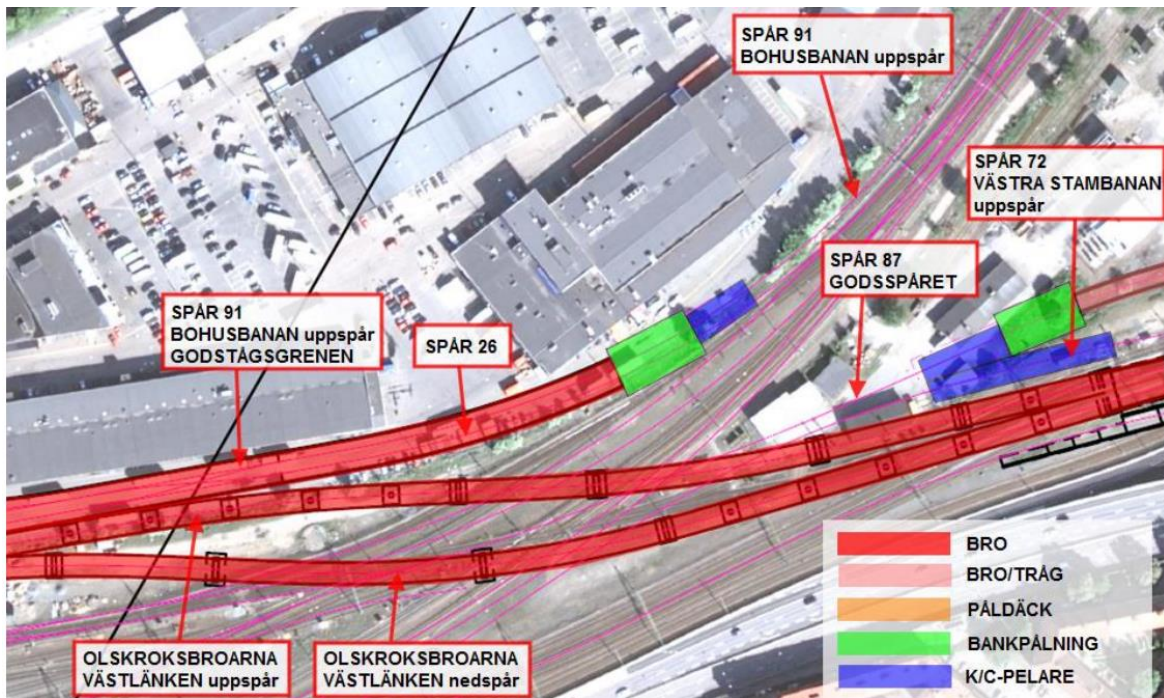 SPÅR 91
BOHUSBANAN uppspår
SPÅR 72
VÄSTRA STAMBANAN
uppspår
SPÅR 87
GODSSPÅRET
SPÅR 91
BOHUSBANAN uppspår
GODSTÅGSGRENEN
SPÅR 26
OLSKROKSBROARNA
VÄSTLÄNKEN uppspår
OLSKROKSBROARNA
VÄSTLÄNKEN nedspår
BRO
BRO/TRÅG
PÅLDÄCK
BANKPÅLNING
K/C-PELARE